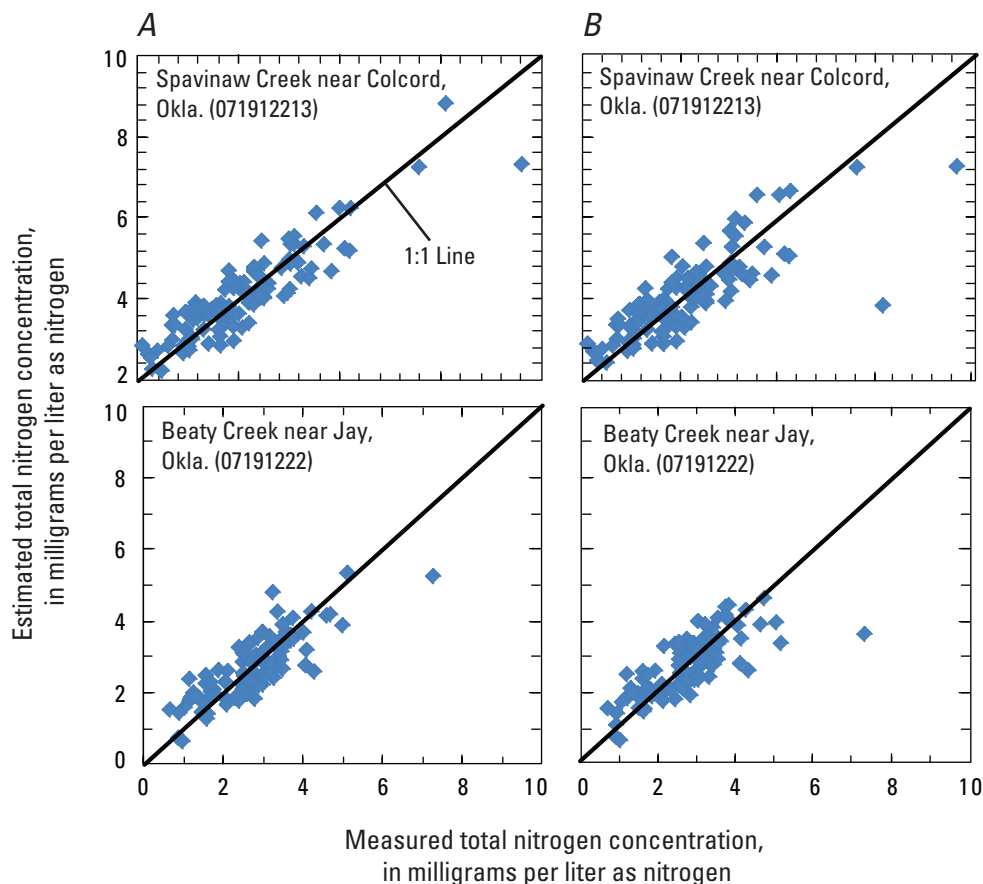 A
B
Spavinaw Creek near Colcord,
Okla. (071912213)
1:1 Line
10
8
6
4
2
Spavinaw Creek near Colcord,
Okla. (071912213)
Beaty Creek near Jay,
Okla. (07191222)
10
8
6
4
2
0
0 2 4 6 8 10
Beaty Creek near Jay,
Okla. (07191222)
0 2 4 6 8 10
Estimated total nitrogen concentration,
in milligrams per liter as nitrogen
Measured total nitrogen concentration,
in milligrams per liter as nitrogen